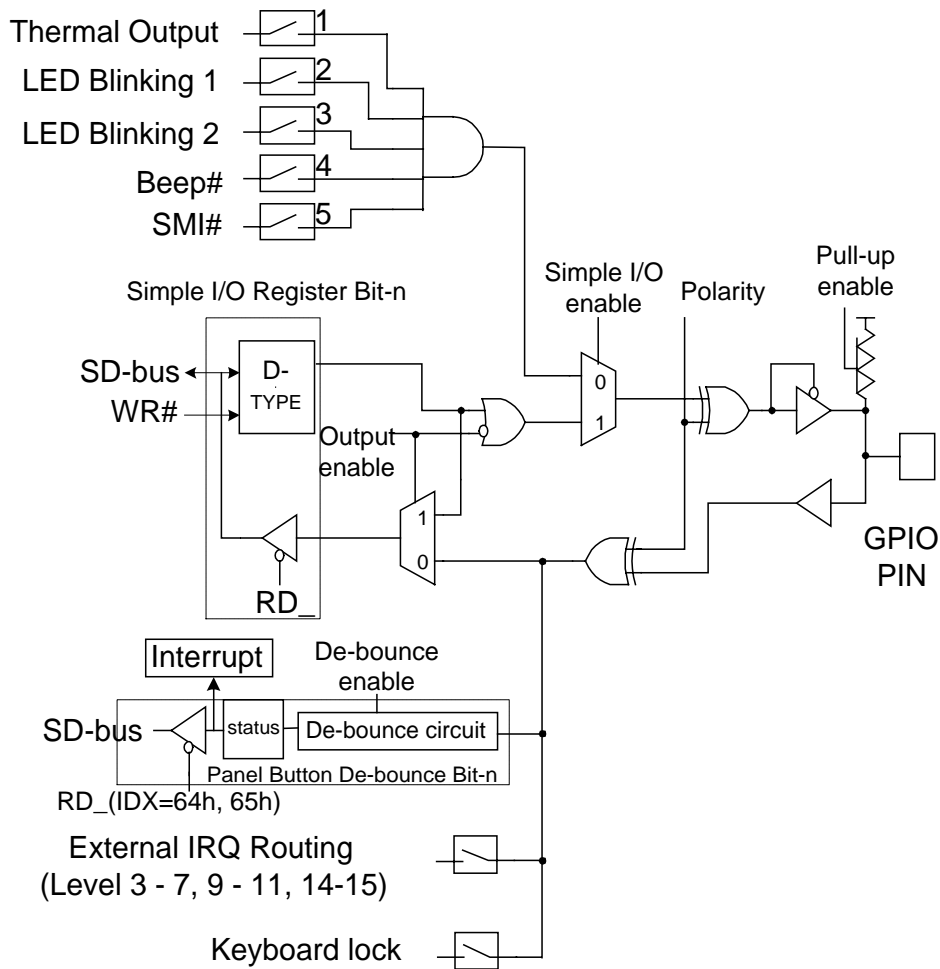 Thermal Output
1
LED Blinking 1
2
LED Blinking 2
3
Beep#
4
SMI#
5
Simple I/O Register Bit-n
Simple I/O
enable
Polarity
Pull-up
enable
SD-bus
WR#
D-
TYPE
0
1
Output
enable
1
0
RD_
GPIO
PIN
Interrupt
De-bounce
enable
SD-bus
status
De-bounce circuit
Panel Button De-bounce Bit-n
RD_(IDX=64h, 65h)
External IRQ Routing
(Level 3 - 7, 9 - 11, 14-15)
Keyboard lock